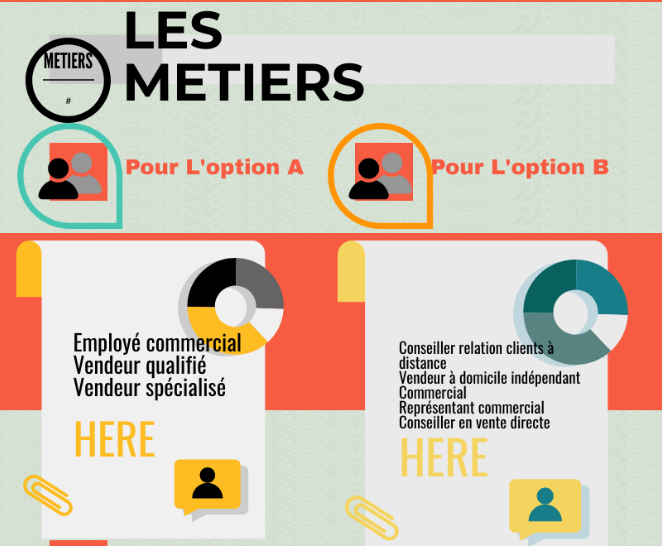 LES
METIERS
METIERS
#
Pour L'option A
Pour L'option B
Employé commercial
Vendeur qualifié
Vendeur spécialisé
HERE
Conseiller relation clients à
distance
Vendeur à domicile indépendant
Commercial
Représentant commercial
Conseiller en vente directe
HERE